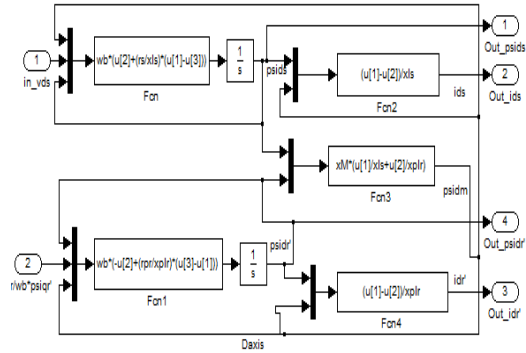 1
in_vds
wb*(u[2]+(rs/xls)*(u[1]-u[3]))
Fcn
1
s
psids
(u[1]-u[2])/xls
Fcn2
ids
1
Out_psids
2
Out_ids
xM*(u[1]/xls+u[2]/xplr)
Fcn3
psidm
2
r/wb*psiqr'
wb*(-u[2]+(rpr/xplr)*(u[3]-u[1]))
Fcn1
1
s
psidr'
(u[1]-u[2])/xplr
Fcn4
idr'
4
Out_psidr'
3
Out_idr'
Daxis